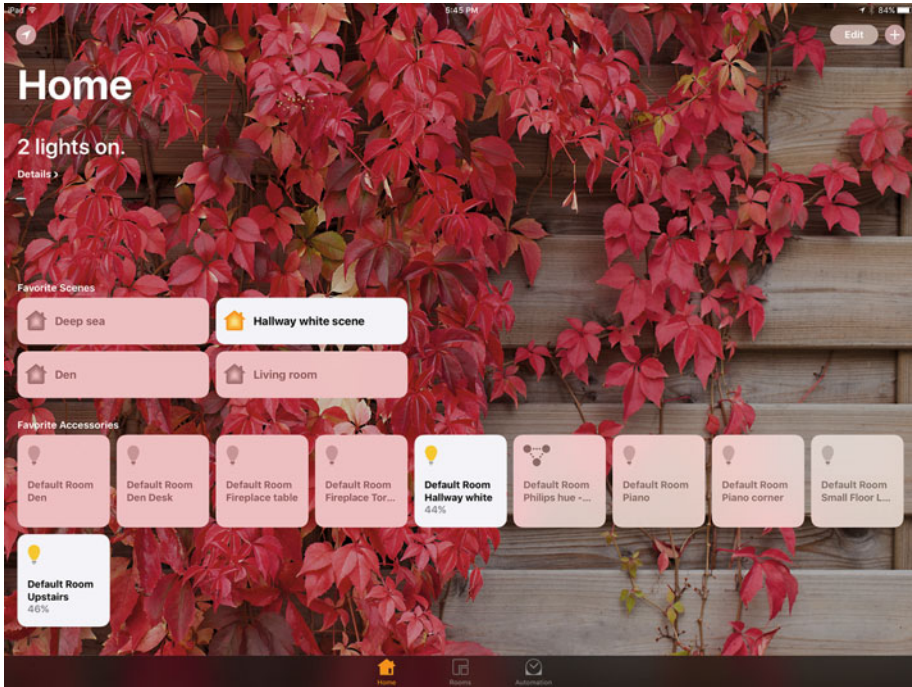 iPad
5:45 PM
84%
Edit
Home
2 lights on.
Details >
Favorite Scenes
Deep sea
Hallway white scene
Den
Living room
Favorite Accessories
Default Room
Den
Default Room
Den Desk
Default Room
Fireplace table
Default Room
Fireplace Tor...
Default Room
Hallway white
44%
Default Room
Philips hue -...
Default Room
Piano
Default Room
Piano corner
Default Room
Small Floor L...
Default Room
Upstairs
46%
Home
Rooms
Automation